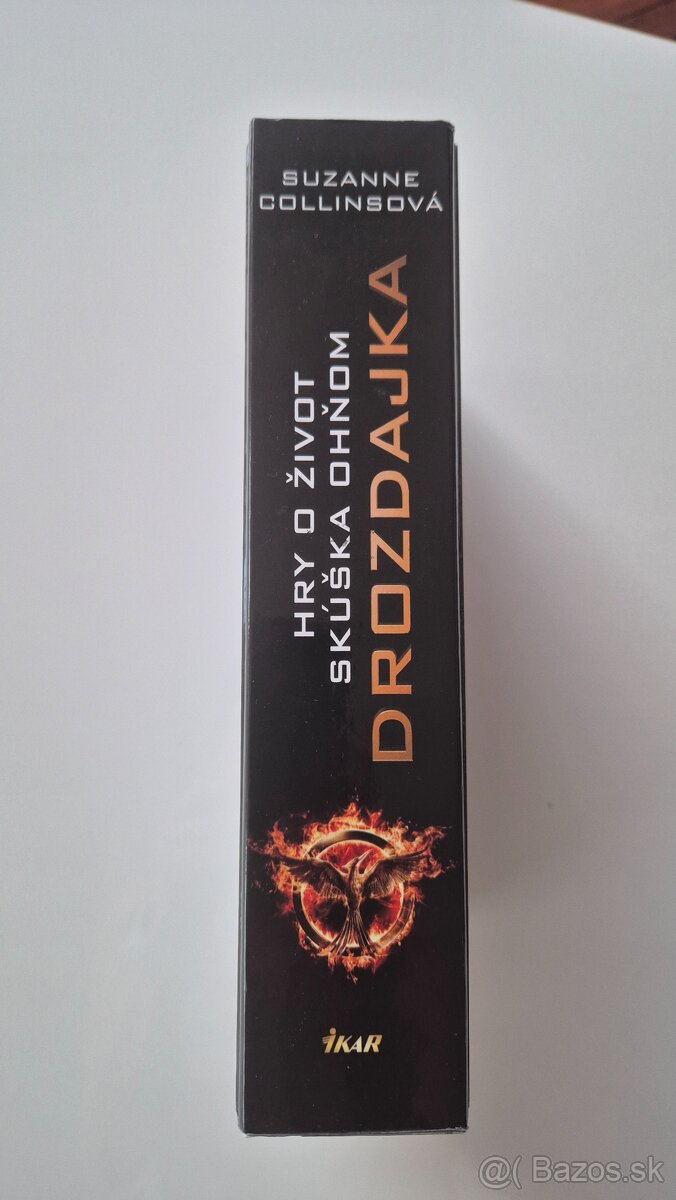 SUZANNE
COLLINSOVÁ
HRY O ŽIVOT
SKÚŠKA OHŇOM
DROZDAJKA
IKAR
@( Bazos.sk